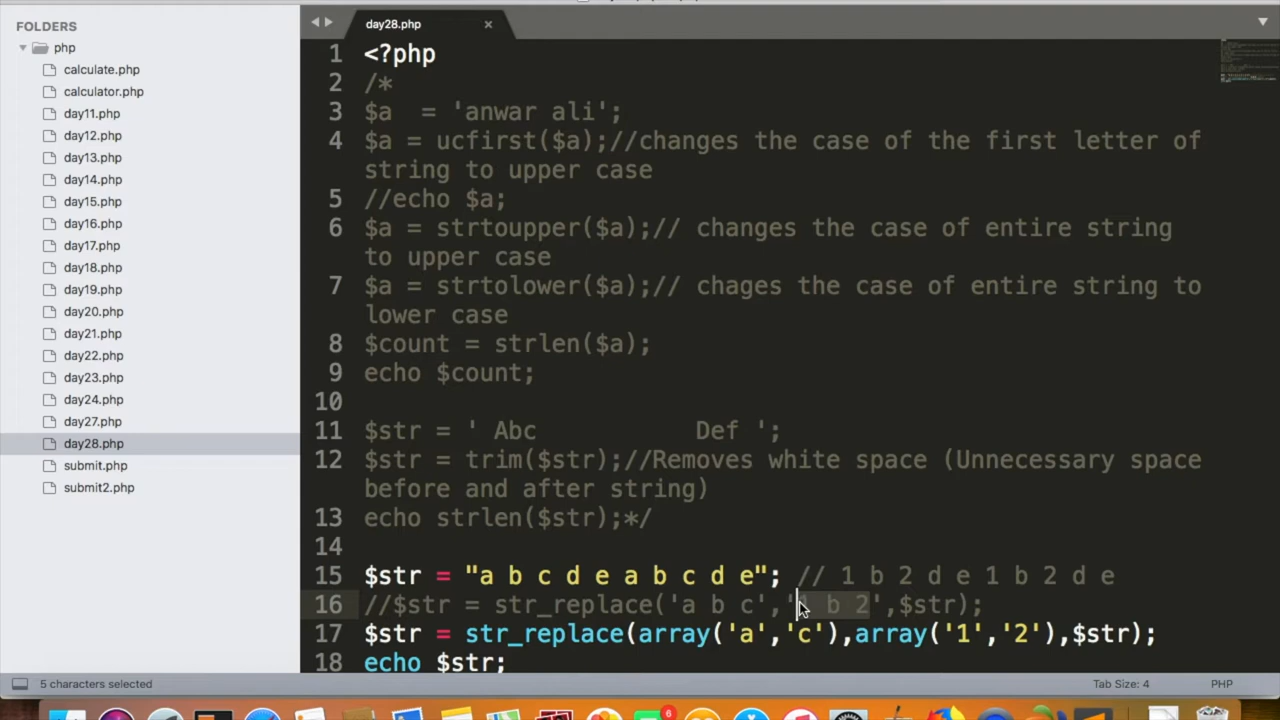 FOLDERS
php
calculate.php
calculator.php
day11.php
day12.php
day13.php
day14.php
day15.php
day16.php
day17.php
day18.php
day19.php
day20.php
day21.php
day22.php
day23.php
day24.php
day27.php
day28.php
submit.php
submit2.php
day28.php
1 <?php
2 /*
3 $a  = 'anwar ali';
4 $a = ucfirst($a);//changes the case of the first letter of
string to upper case
5 //echo $a;
6 $a = strtoupper($a);// changes the case of entire string
to upper case
7 $a = strtolower($a);// chages the case of entire string to
lower case
8 $count = strlen($a);
9 echo $count;
10
11 $str = ' Abc           Def ';
12 $str = trim($str);//Removes white space (Unnecessary space
before and after string)
13 echo strlen($str);*/
14
15 $str = "a b c d e a b c d e"; // 1 b 2 d e 1 b 2 d e
16 //$str = str_replace('a b c','1 b 2',$str);
17 $str = str_replace(array('a','c'),array('1','2'),$str);
18 echo $str;
5 characters selected
Tab Size: 4
PHP
6